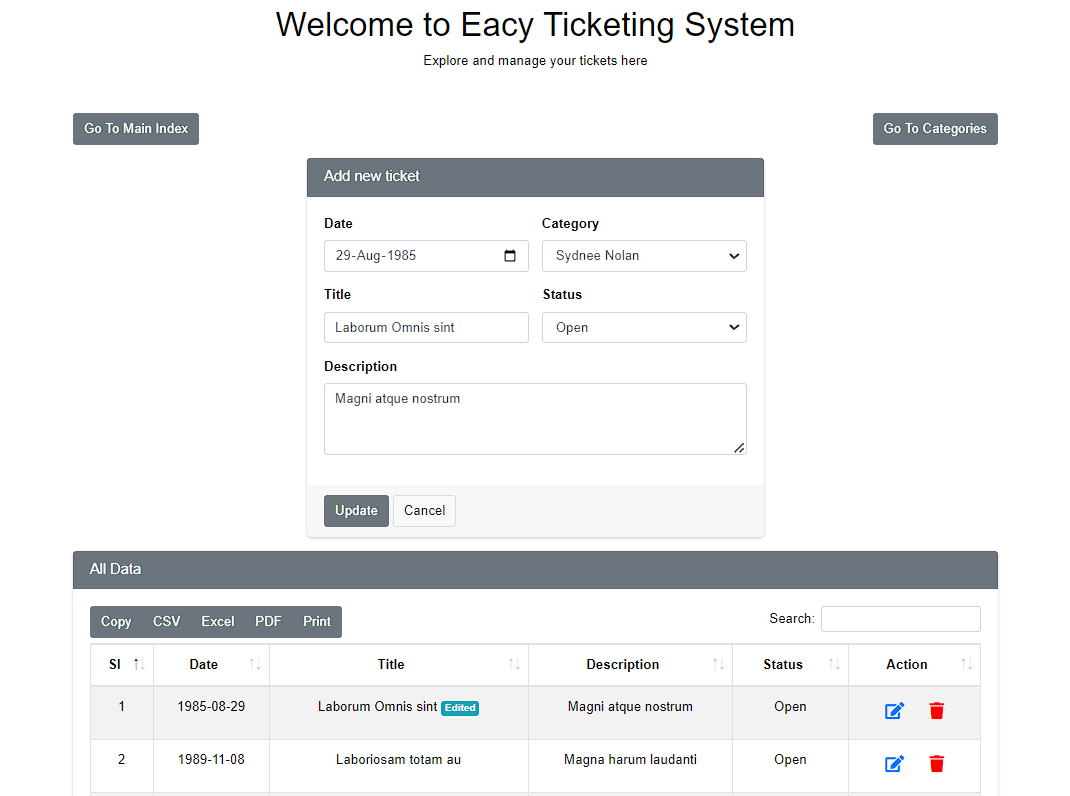 Welcome to Eacy Ticketing System
Explore and manage your tickets here
Go To Main Index
Go To Categories
Add new ticket
Date
Category
29-Aug-1985
Sydnee Nolan
Title
Status
Laborum Omnis sint
Open
Description
Magni atque nostrum
Update Cancel
All Data
Copy CSV Excel PDF Print
Search:
Sl Date Title Description Status Action
1 1985-08-29 Laborum Omnis sint Edited Magni atque nostrum Open
2 1989-11-08 Laboriosam totam au Magna harum laudanti Open